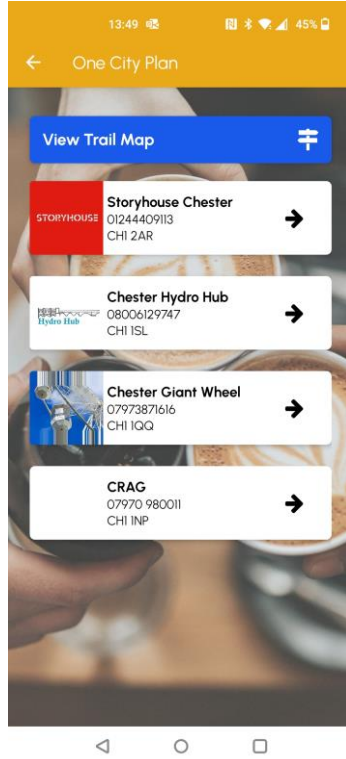 13:49 45%
One City Plan
View Trail Map
STORYHOUSE
Storyhouse Chester
01244409113
CH1 2AR
Hydro Hub
Chester Hydro Hub
08006129747
CH1 1SL
Chester Giant Wheel
07973871616
CH1 1QQ
CRAG
07970 980011
CH1 1NP